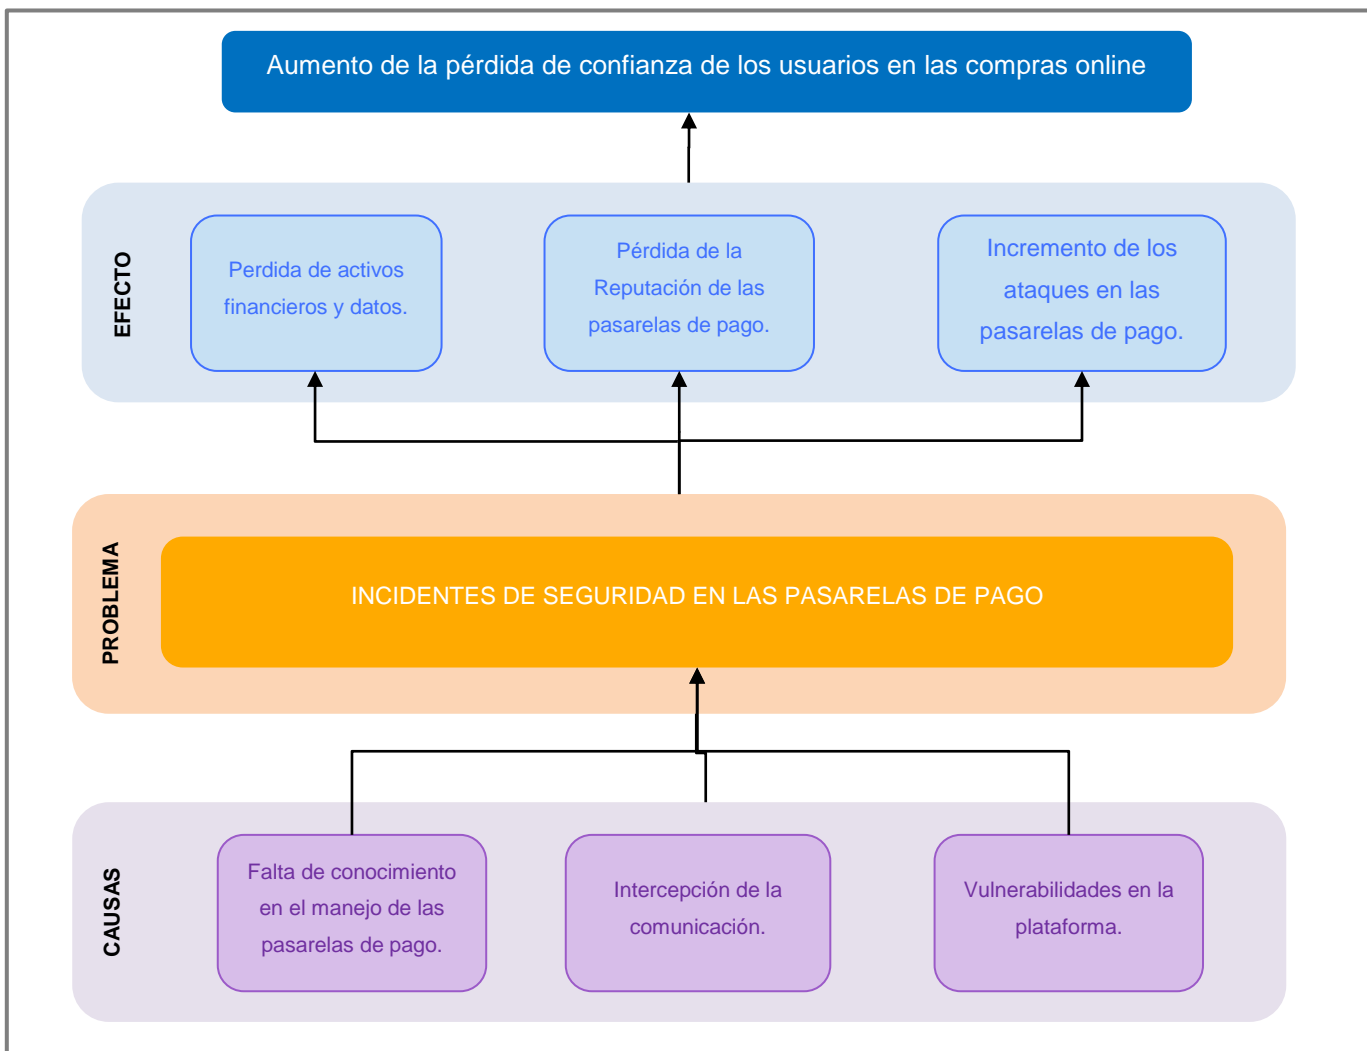 Aumento de la pérdida de confianza de los usuarios en las compras online
EFECTO
Perdida de activos
financieros y datos.
Pérdida de la
Reputación de las
pasarelas de pago.
Incremento de los
ataques en las
pasarelas de pago.
PROBLEMA
INCIDENTES DE SEGURIDAD EN LAS PASARELAS DE PAGO
CAUSAS
Falta de conocimiento
en el manejo de las
pasarelas de pago.
Intercepción de la
comunicación.
Vulnerabilidades en la
plataforma.